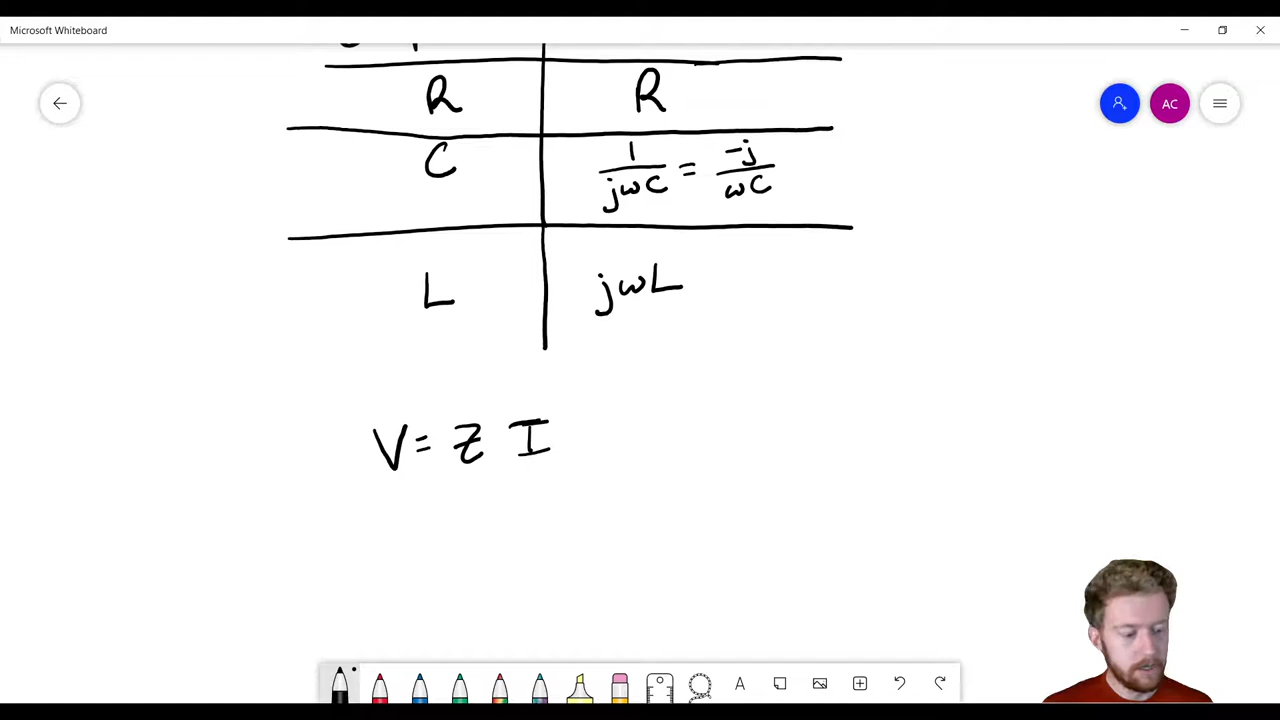 Microsoft Whiteboard
AC
R R
C 1/jωC = -j/ωC
L jωL
V = Z I
A